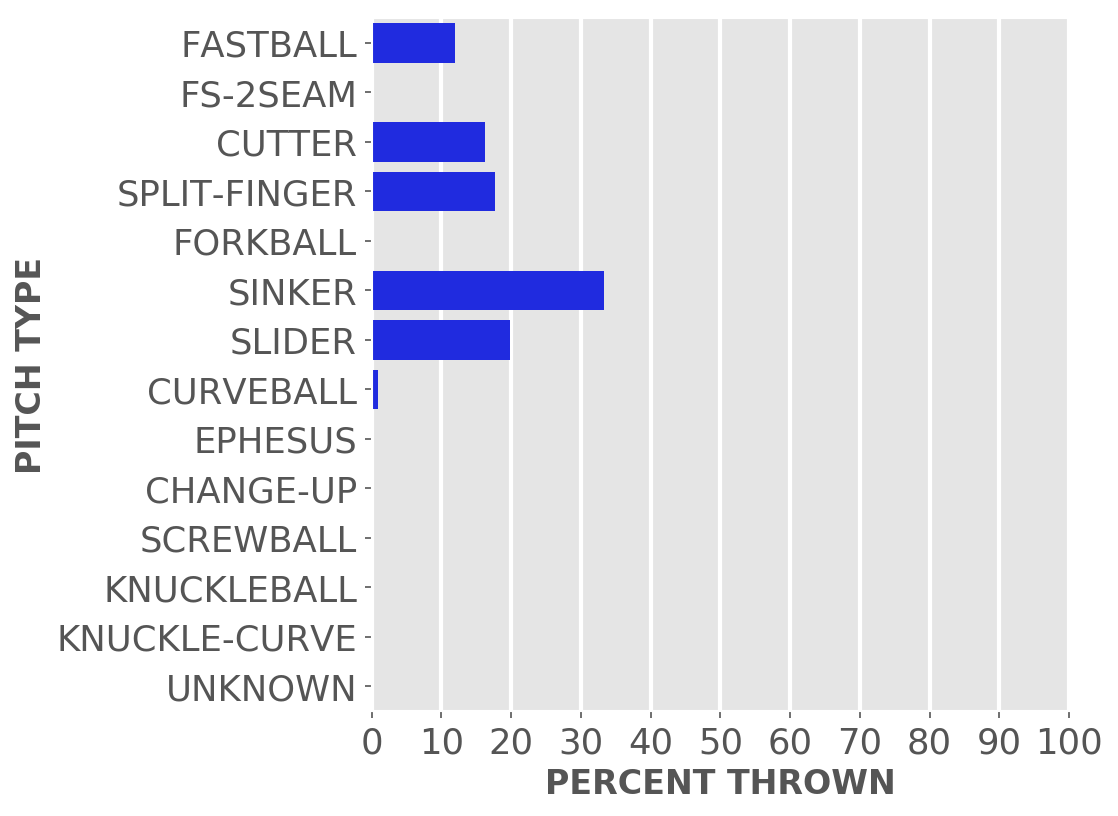 FASTBALL
FS-2SEAM
CUTTER
SPLIT-FINGER
FORKBALL
SINKER
SLIDER
CURVEBALL
EPHESUS
CHANGE-UP
SCREWBALL
KNUCKLEBALL
KNUCKLE-CURVE
UNKNOWN
PITCH TYPE
0 10 20 30 40 50 60 70 80 90 100
PERCENT THROWN